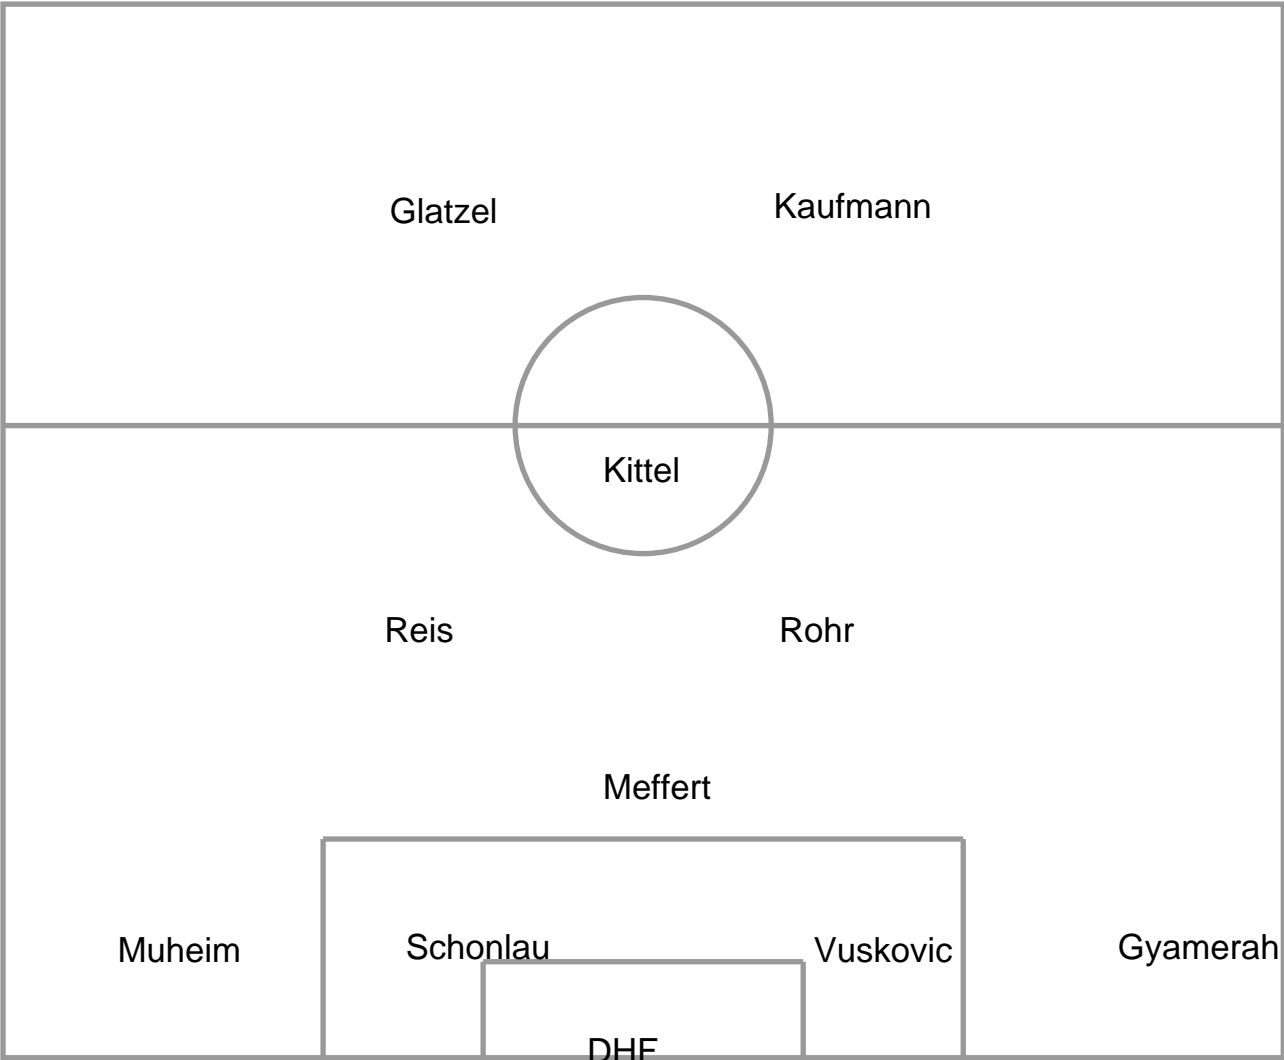 Glatzel
Kaufmann
Kittel
Reis
Rohr
Meffert
Muheim
Schonlau
Vuskovic
Gyamerah
DHF